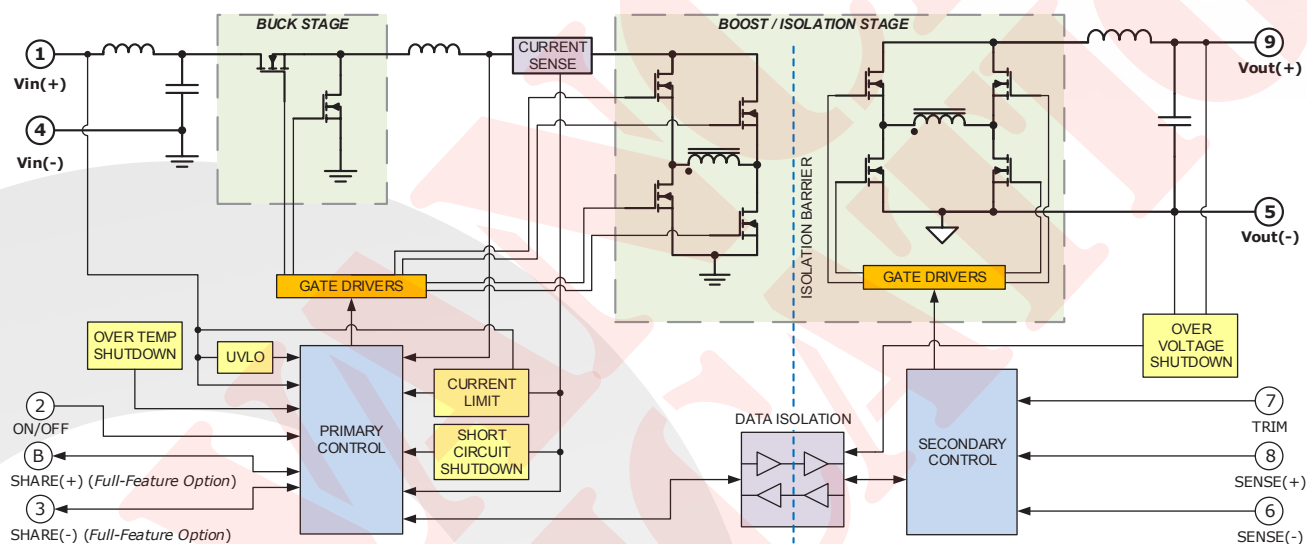 BUCK STAGE
BOOST / ISOLATION STAGE
1
Vin(+)
4
Vin(-)
CURRENT
SENSE
9
Vout(+)
5
Vout(-)
ISOLATION BARRIER
GATE DRIVERS
GATE DRIVERS
OVER TEMP
SHUTDOWN
UVLO
PRIMARY
CONTROL
CURRENT
LIMIT
SHORT
CIRCUIT
SHUTDOWN
OVER
VOLTAGE
SHUTDOWN
DATA ISOLATION
SECONDARY
CONTROL
2
ON/OFF
B
SHARE(+) (Full-Feature Option)
3
SHARE(-) (Full-Feature Option)
7
TRIM
8
SENSE(+)
6
SENSE(-)